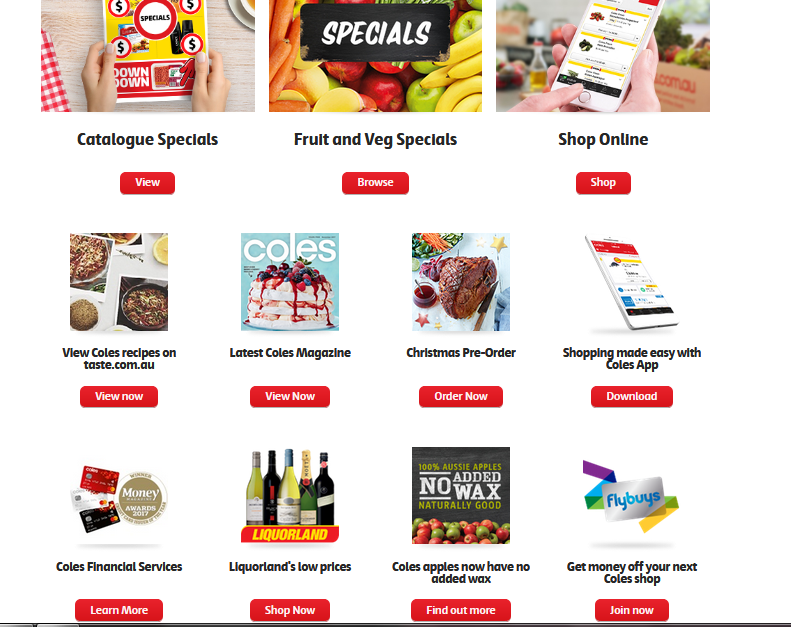 SPECIALS
$
$
$
$
DOWN
DOWN
SPECIALS
Catalogue Specials
Fruit and Veg Specials
Shop Online
View
Browse
Shop
coles
View Coles recipes on
taste.com.au
Latest Coles Magazine
Christmas Pre-Order
Shopping made easy with
Coles App
View now
View Now
Order Now
Download
coles
WINNER
Money
AWARDS
2017
LIQUORLAND
100% AUSSIE APPLES
NO ADDED
WAX
NATURALLY GOOD
flybuys
Coles Financial Services
Liquorland's low prices
Coles apples now have no
added wax
Get money off your next
Coles shop
Learn More
Shop Now
Find out more
Join now